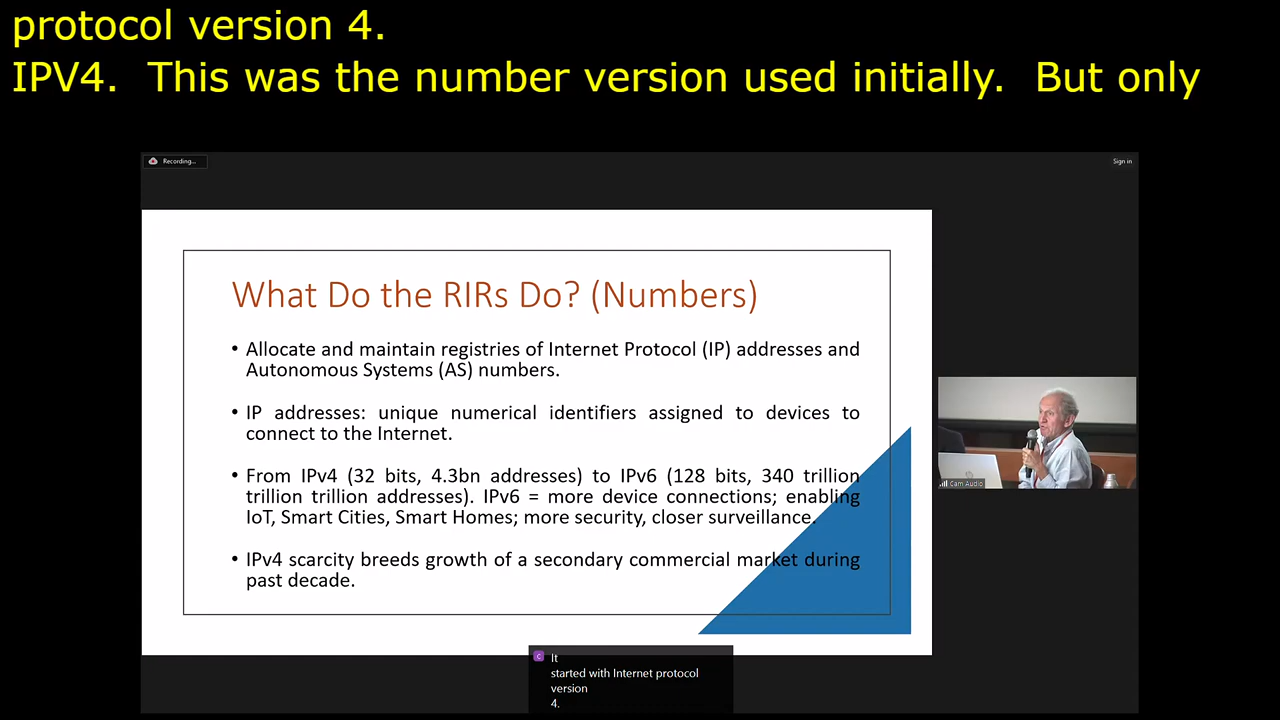 protocol version 4.
IPV4. This was the number version used initially. But only
Recording...
Sign in
What Do the RIRs Do? (Numbers)
• Allocate and maintain registries of Internet Protocol (IP) addresses and
Autonomous Systems (AS) numbers.
• IP addresses: unique numerical identifiers assigned to devices to
connect to the Internet.
• From IPv4 (32 bits, 4.3bn addresses) to IPv6 (128 bits, 340 trillion
trillion trillion addresses). IPv6 = more device connections; enabling
IoT, Smart Cities, Smart Homes; more security, closer surveillance.
• IPv4 scarcity breeds growth of a secondary commercial market during
past decade.
Cam Audio
C
It
started with Internet protocol
version
4.